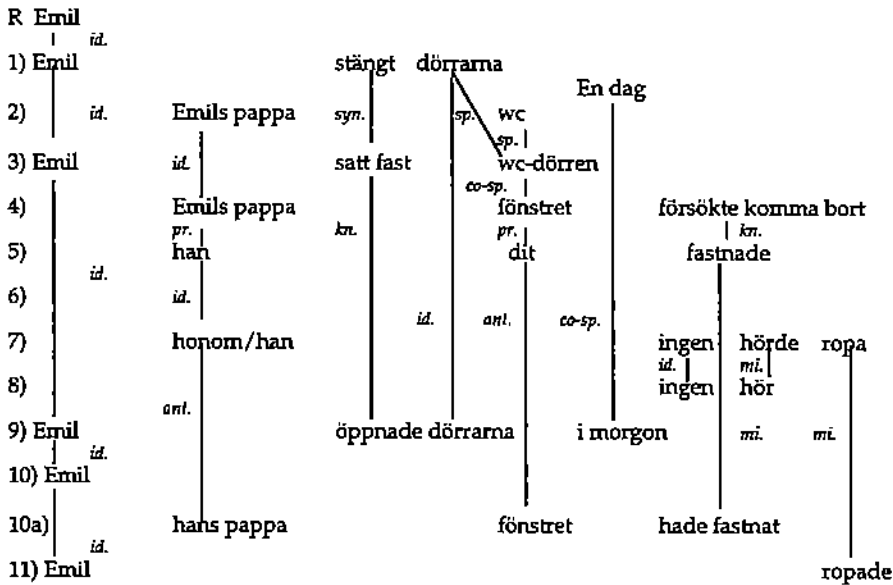 R Emil
id.
1) Emil stängt dörrarna
En dag
2) id. Emils pappa syn. sp. wc
sp.
3) Emil id. satt fast wc-dörren
co-sp.
4) Emils pappa fönstret försökte komma bort
pr. kn. pr. kn.
5) han dit fastnade
id.
6) id.
id. ant. co-sp.
7) honom/han ingen hörde ropa
id. mi.
8) ingen hör
ant.
9) Emil öppnade dörrarna i morgon mi. mi.
id.
10) Emil
10a) hans pappa fönstret hade fastnat
id.
11) Emil ropade